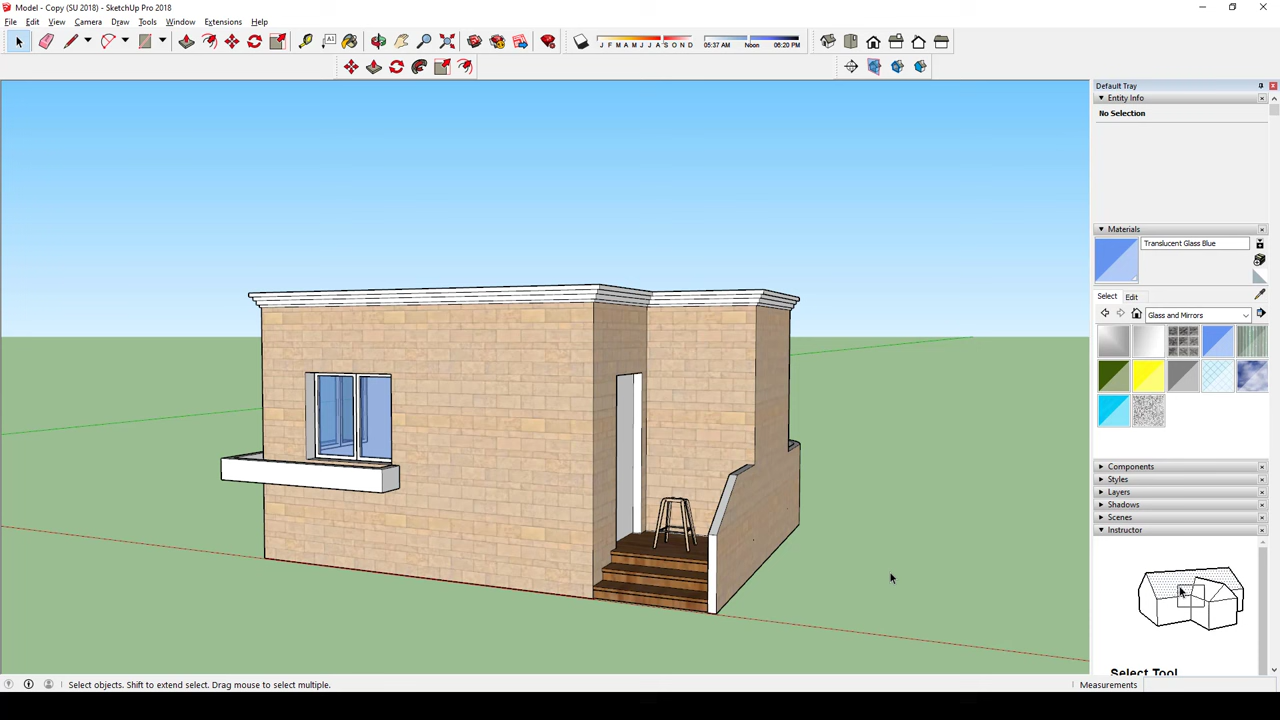 Model - Copy (SU 2018) - SketchUp Pro 2018
File Edit View Camera Draw Tools Window Extensions Help
J F M A M J J A S O N D 05:37 AM Noon 06:20 PM
Default Tray
Entity Info
No Selection
Materials
Translucent Glass Blue
Select Edit
Glass and Mirrors
Components
Styles
Layers
Shadows
Scenes
Instructor
Select Tool
Select objects. Shift to extend select. Drag mouse to select multiple.
Measurements